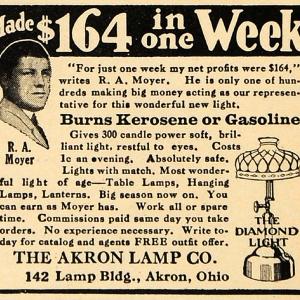 Made $164 in one Week
"For just one week my net profits were $164,"
writes R. A. Moyer. He is only one of hun-
dreds making big money acting as our represen-
tative for this wonderful new light.
Burns Kerosene or Gasoline
Gives 300 candle power soft, bril-
liant light, restful to eyes. Costs
1c an evening. Absolutely safe.
Lights with match. Most wonder-
R. A.
Moyer
ful light of age—Table Lamps, Hanging
Lamps, Lanterns. Big season now on. You
can earn as Moyer has. Work all or spare
time. Commissions paid same day you take
orders. No experience necessary. Write to-
day for catalog and agents FREE outfit offer.
THE AKRON LAMP CO.
142 Lamp Bldg., Akron, Ohio
THE
DIAMOND
LIGHT